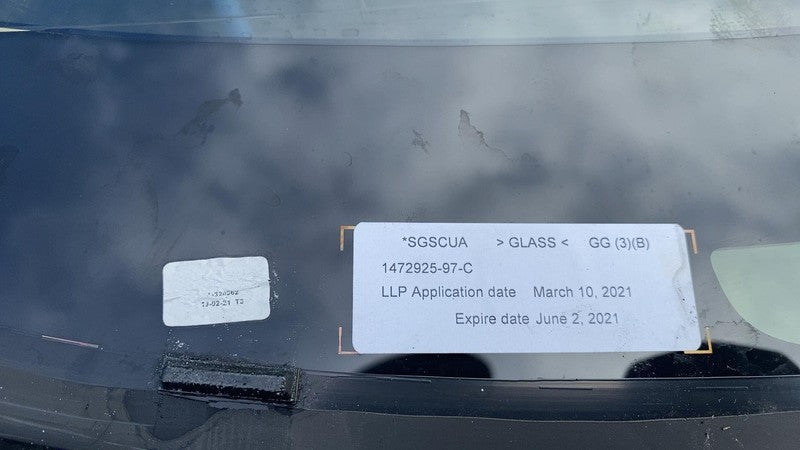 *SGSCUA > GLASS < GG (3)(B)
1472925-97-C
LLP Application date March 10, 2021
Expire date June 2, 2021